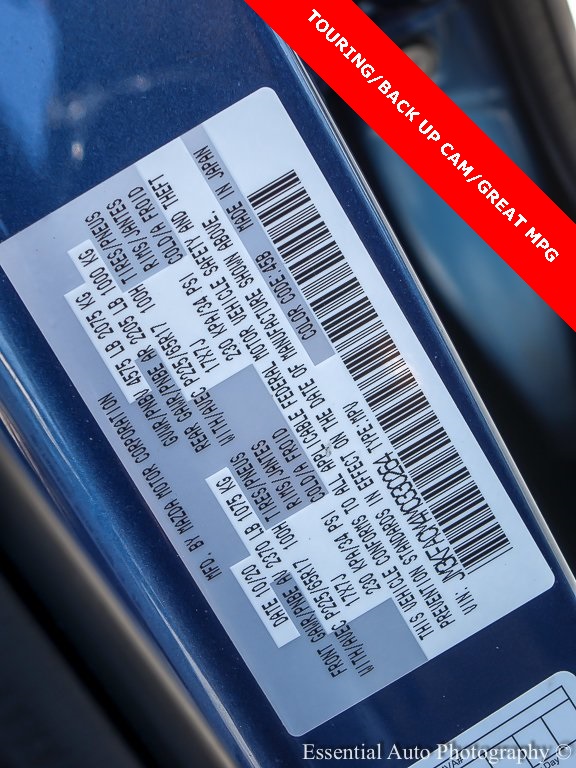 TOURING/BACK UP CAM/GREAT MPG
MFD. BY MAZDA MOTOR CORPORATION
DATE: 10/20 GVWR/PNBV 4575 LB 2075 KG
FRONT GAWR/PNBE AV 2370 LB 1075 KG REAR GAWR/PNBE AR 2205 LB 1000 KG
WITH/AVEC P225/65R17 100H TIRES/PNEUS WITH/AVEC P225/65R17 100H TIRES/PNEUS
17X7J RIMS/JANTES 17X7J RIMS/JANTES
230 KPA/34 PSI COLD/A FROID 230 KPA/34 PSI COLD/A FROID
THIS VEHICLE CONFORMS TO ALL APPLICABLE FEDERAL MOTOR VEHICLE SAFETY AND THEFT
PREVENTION STANDARDS IN EFFECT ON THE DATE OF MANUFACTURE SHOWN ABOVE.
VIN: TYPE: MPV COLOR CODE: 45B MADE IN JAPAN
Essential Auto Photography ©